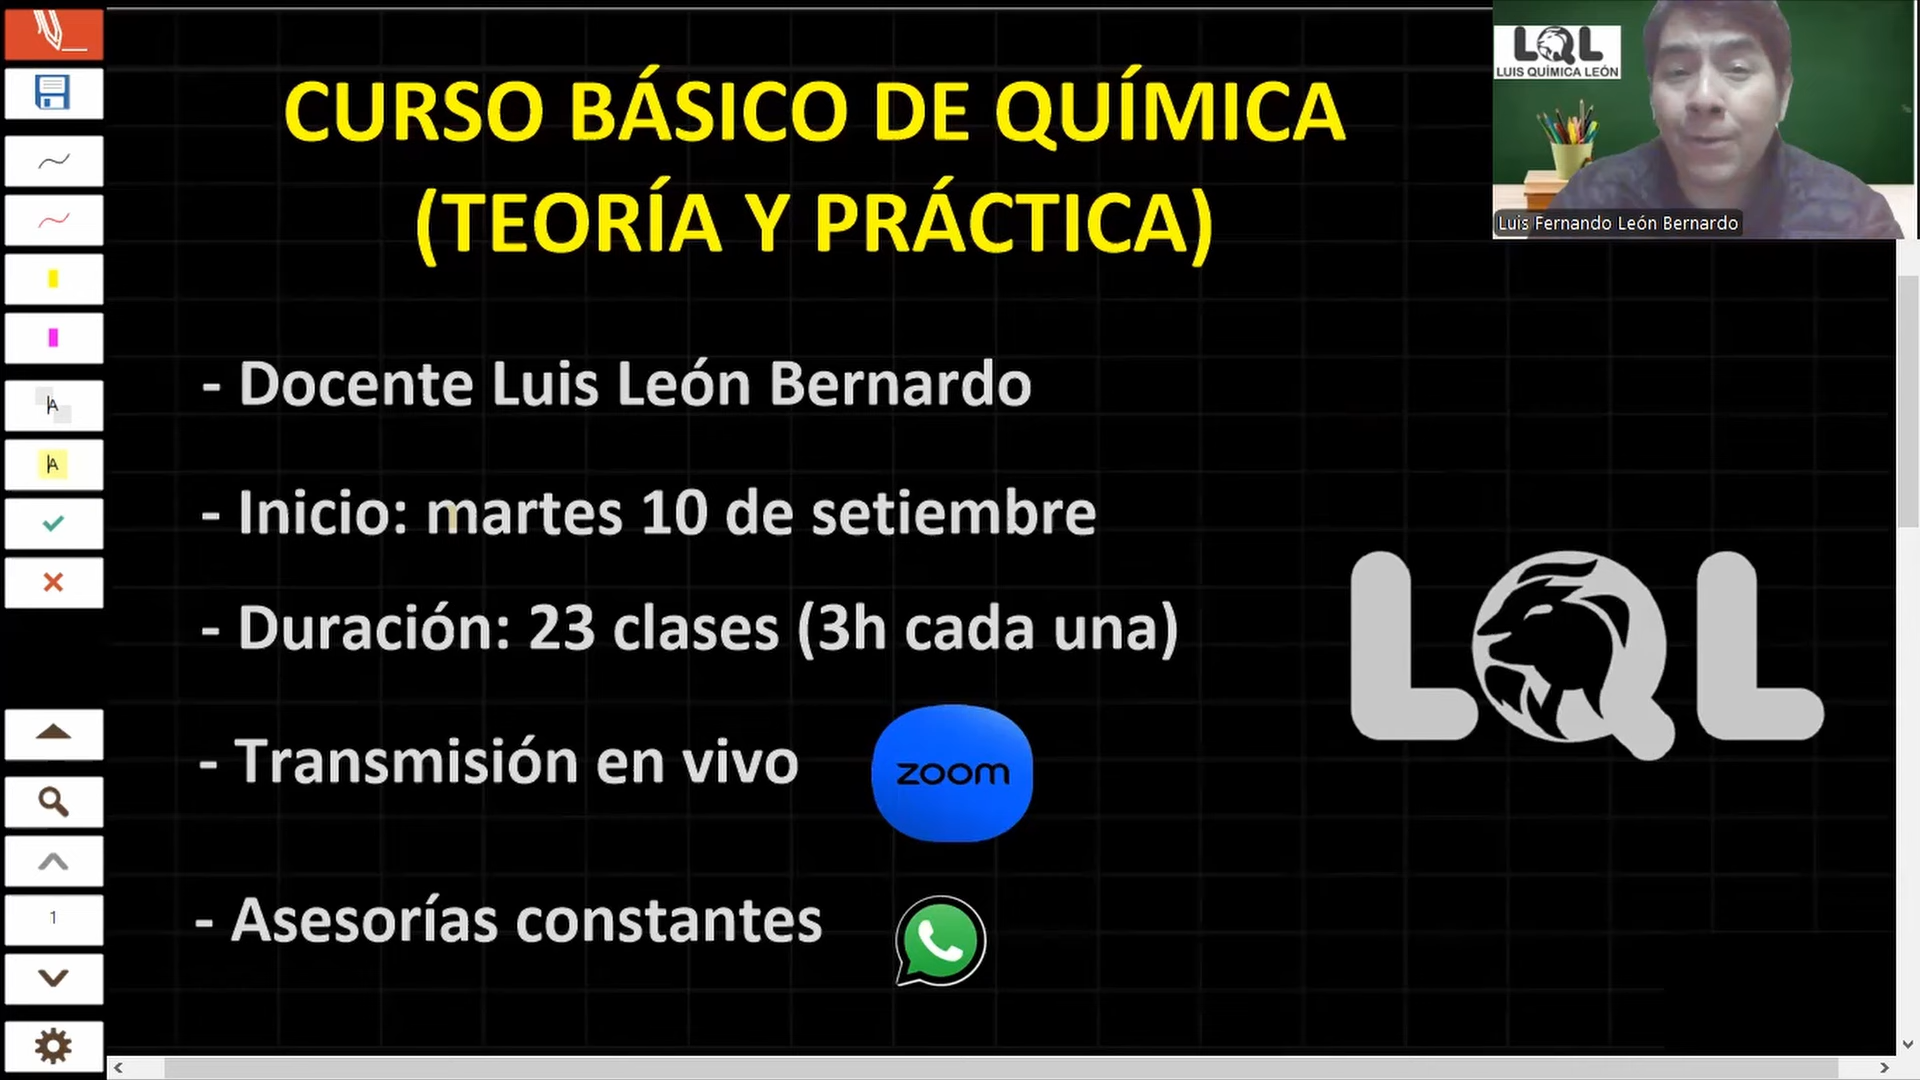 CURSO BÁSICO DE QUÍMICA
(TEORÍA Y PRÁCTICA)
LQL
LUIS QUÍMICA LEÓN
Luis Fernando León Bernardo
- Docente Luis León Bernardo
- Inicio: martes 10 de setiembre
- Duración: 23 clases (3h cada una)
LQL
- Transmisión en vivo
zoom
- Asesorías constantes
A
A
1